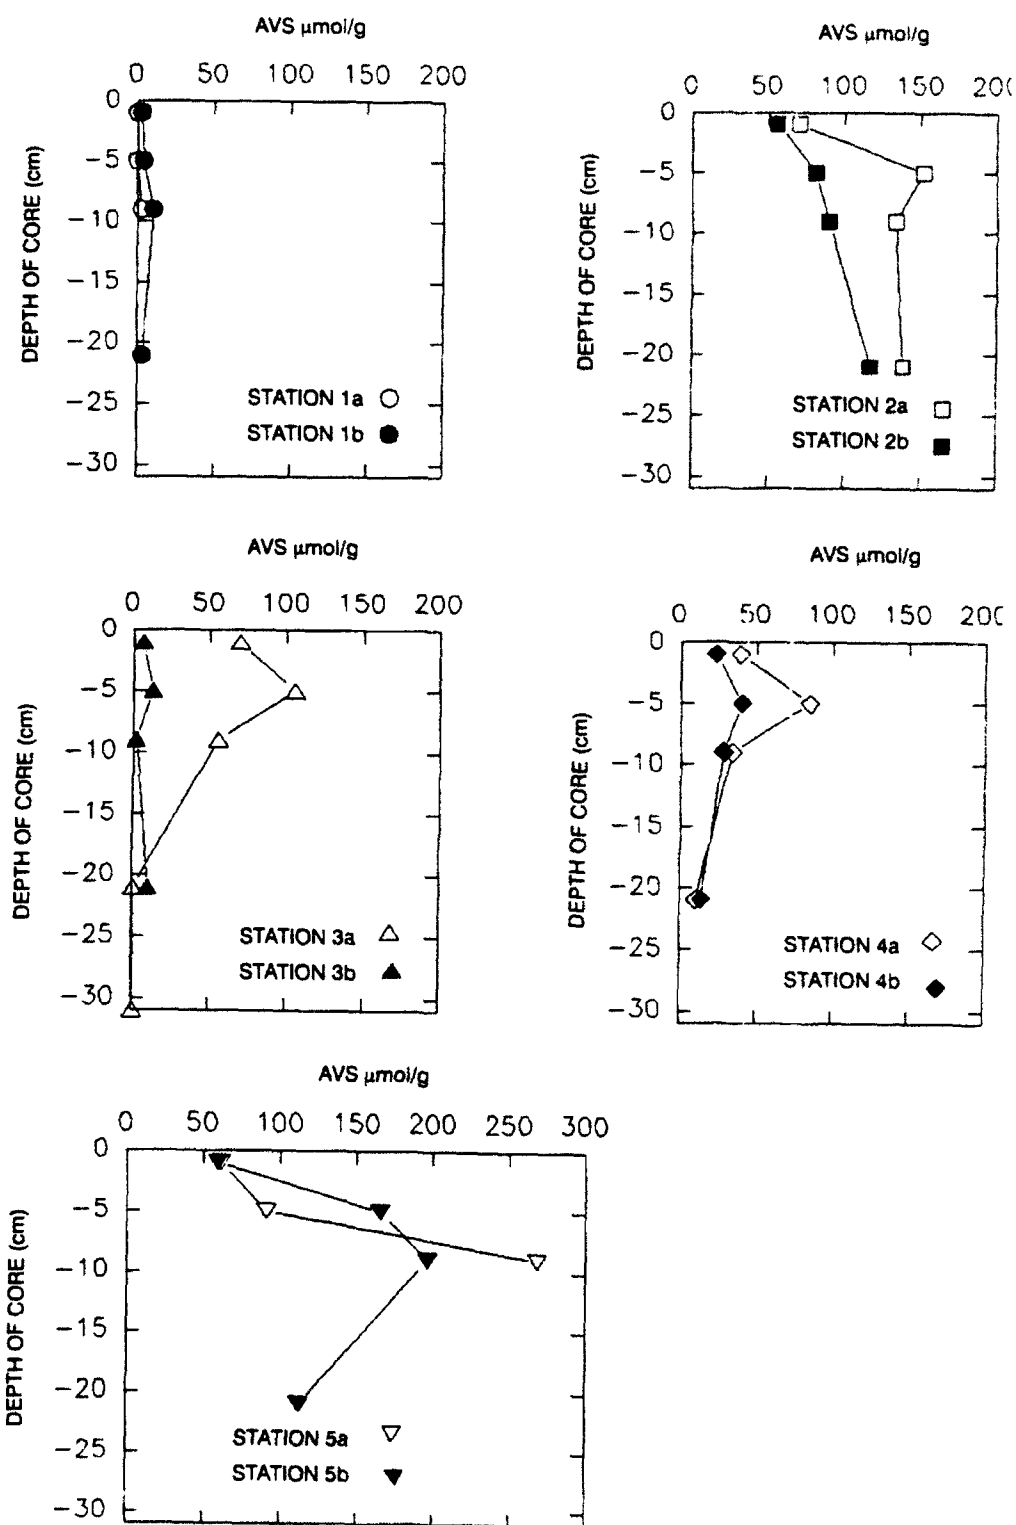 AVS µmol/g
0 50 100 150 200
0
-5
-10
-15
-20
-25
-30
DEPTH OF CORE (cm)
STATION 1a
STATION 1b
AVS µmol/g
0 50 100 150 200
0
-5
-10
-15
-20
-25
-30
DEPTH OF CORE (cm)
STATION 2a
STATION 2b
AVS µmol/g
0 50 100 150 200
0
-5
-10
-15
-20
-25
-30
DEPTH OF CORE (cm)
STATION 3a
STATION 3b
AVS µmol/g
0 50 100 150 200
0
-5
-10
-15
-20
-25
-30
DEPTH OF CORE (cm)
STATION 4a
STATION 4b
AVS µmol/g
0 50 100 150 200 250 300
0
-5
-10
-15
-20
-25
-30
DEPTH OF CORE (cm)
STATION 5a
STATION 5b